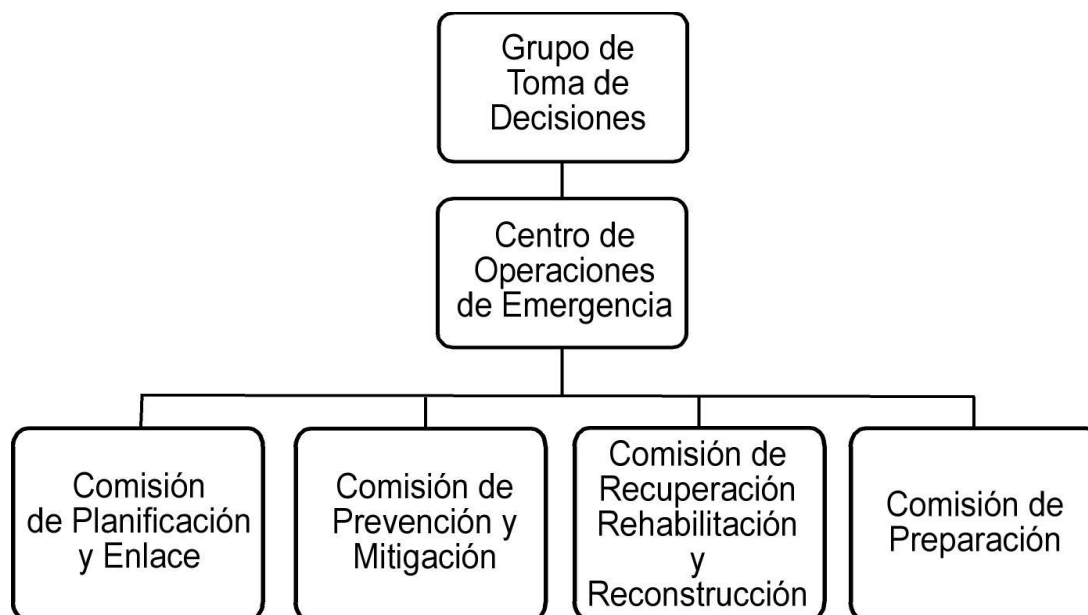 Grupo de
Toma de
Decisiones
Centro de
Operaciones
de Emergencia
Comisión
de Planificación
y Enlace
Comisión de
Prevención y
Mitigación
Comisión de
Recuperación
Rehabilitación
y
Reconstrucción
Comisión de
Preparación